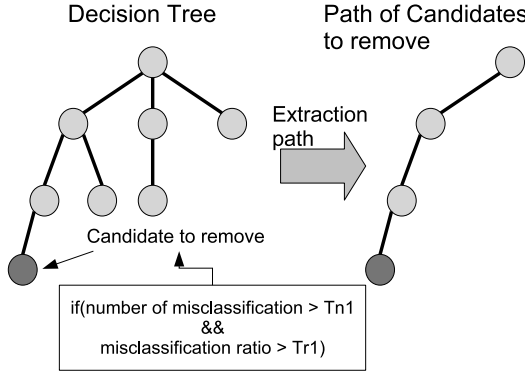 Decision Tree
Path of Candidates
to remove
Extraction
path
Candidate to remove
if(number of misclassification > Tn1
&&
misclassification ratio > Tr1)